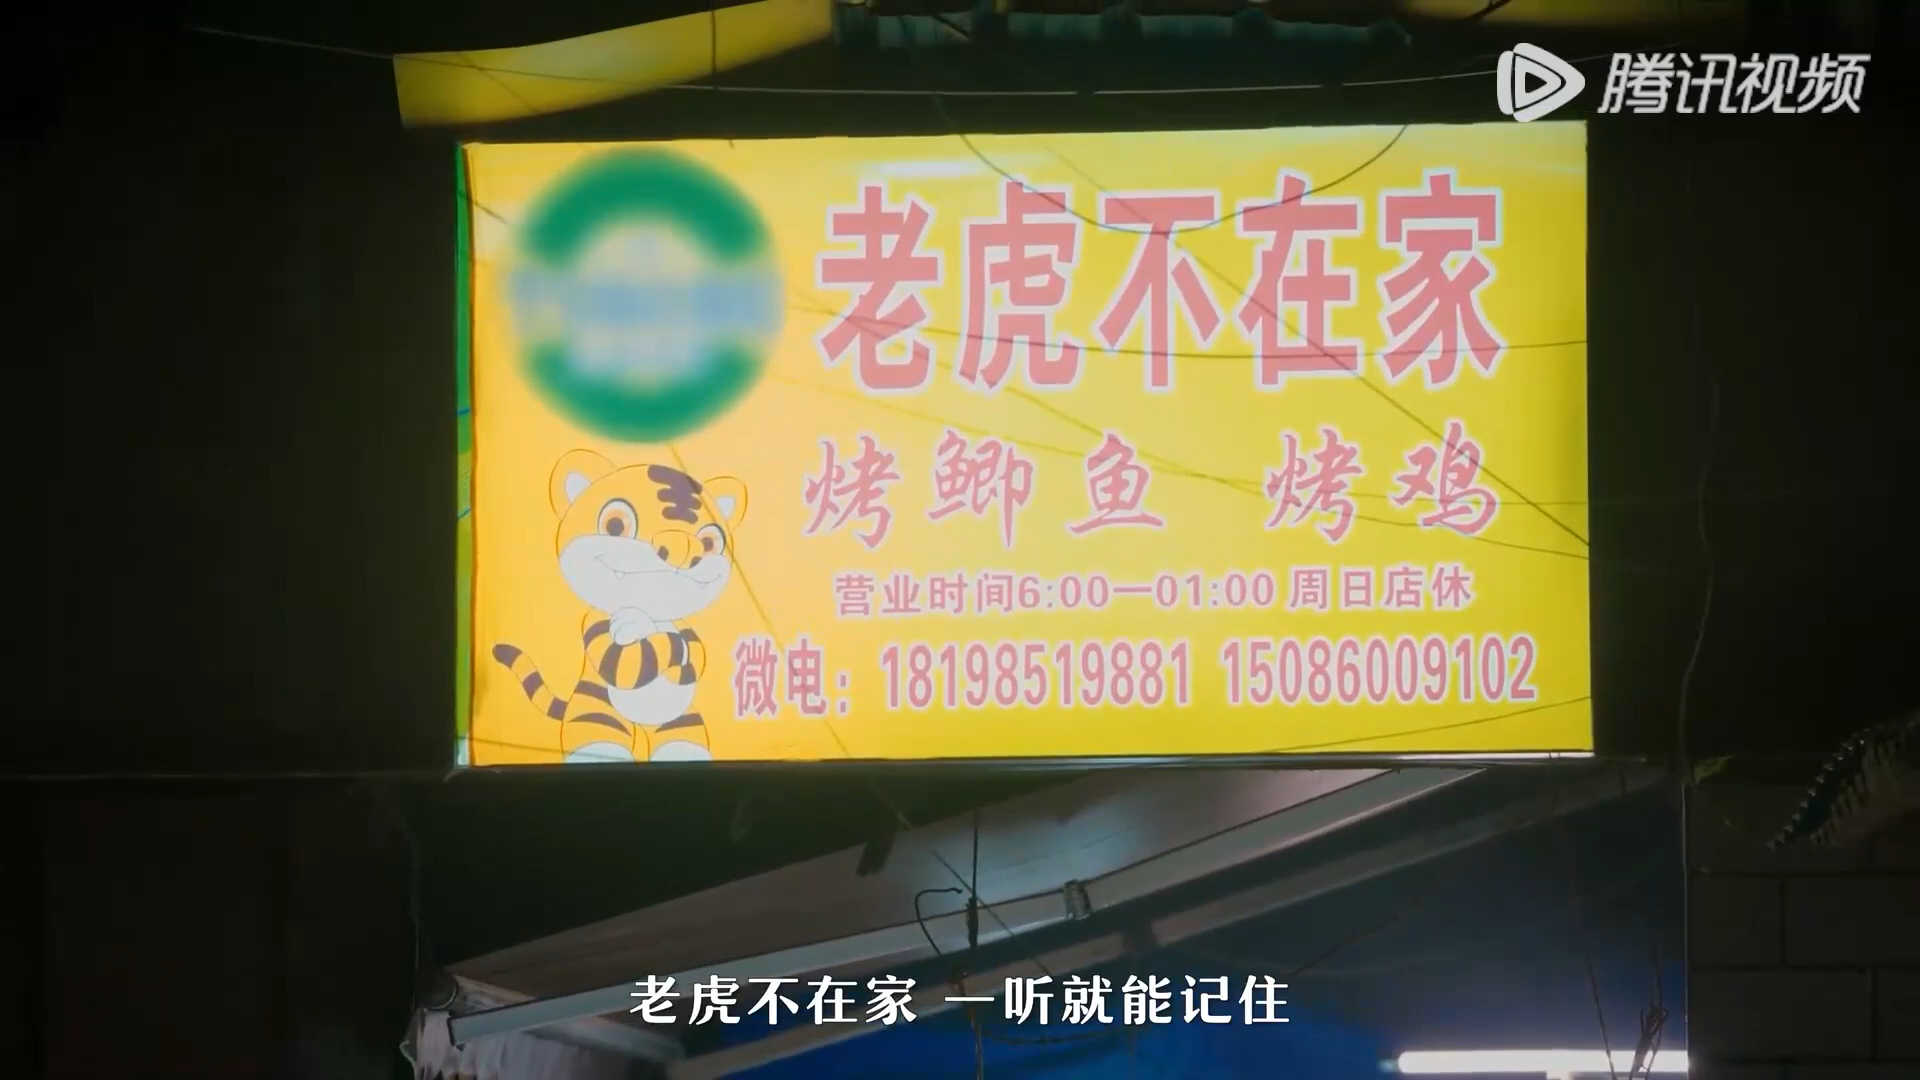 腾讯视频
老虎不在家
烤鲫鱼 烤鸡
营业时间6:00—01:00 周日店休
微电：18198519881 15086009102
老虎不在家 一听就能记住